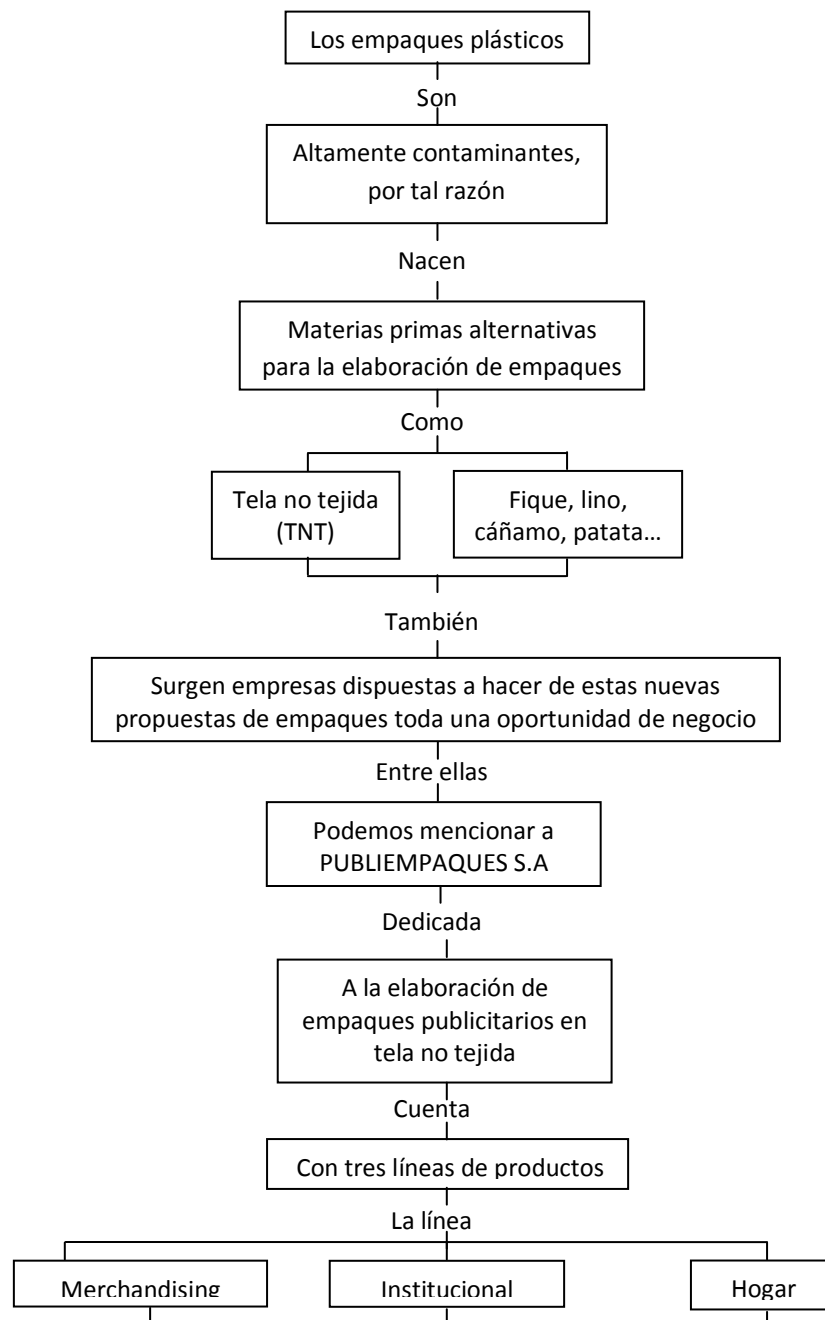 Los empaques plásticos
Son
Altamente contaminantes,
por tal razón
Nacen
Materias primas alternativas
para la elaboración de empaques
Como
Tela no tejida
(TNT)
Fique, lino,
cáñamo, patata...
También
Surgen empresas dispuestas a hacer de estas nuevas
propuestas de empaques toda una oportunidad de negocio
Entre ellas
Podemos mencionar a
PUBLIEMPAQUES S.A
Dedicada
A la elaboración de
empaques publicitarios en
tela no tejida
Cuenta
Con tres líneas de productos
La línea
Merchandising
Institucional
Hogar